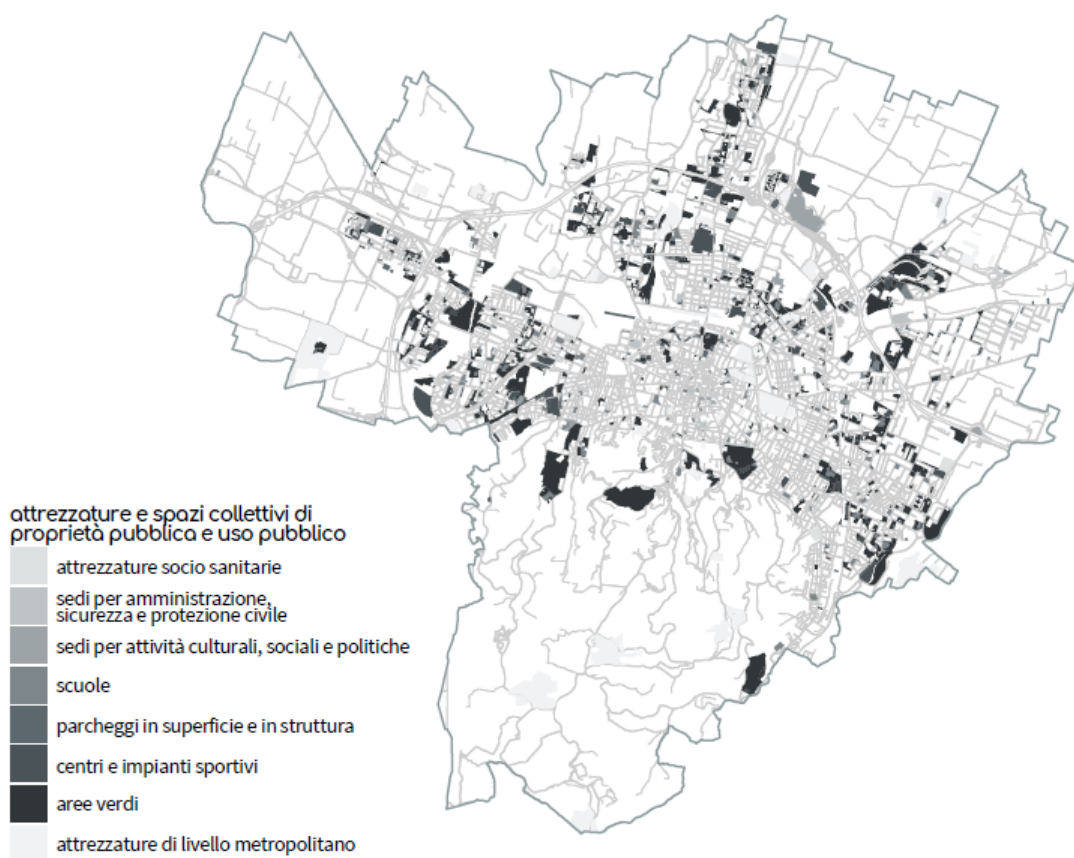 attrezzature e spazi collettivi di
proprietà pubblica e uso pubblico
attrezzature socio sanitarie
sedi per amministrazione,
sicurezza e protezione civile
sedi per attività culturali, sociali e politiche
scuole
parcheggi in superficie e in struttura
centri e impianti sportivi
aree verdi
attrezzature di livello metropolitano